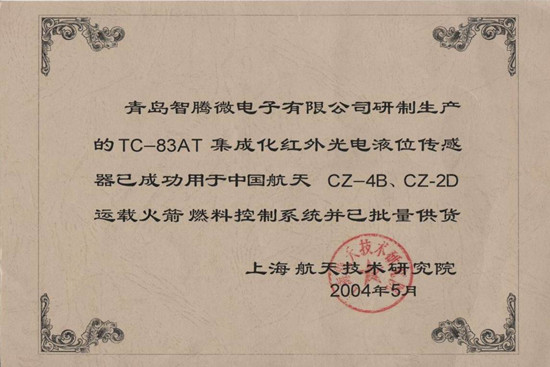 青岛智腾微电子有限公司研制生产
的TC-83AT 集成化红外光电液位传感
器已成功用于中国航天 CZ-4B、CZ-2D
运载火箭燃料控制系统并已批量供货
上海航天技术研究院
2004年5月